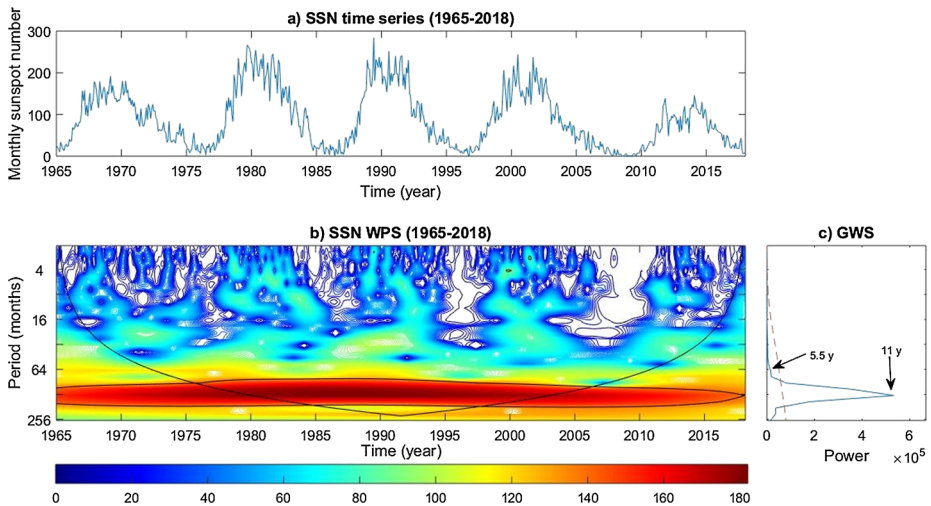 a) SSN time series (1965-2018)
Monthly sunspot number
300
200
100
0
1965 1970 1975 1980 1985 1990 1995 2000 2005 2010 2015
Time (year)
b) SSN WPS (1965-2018)
Period (months)
4
16
64
256
1965 1970 1975 1980 1985 1990 1995 2000 2005 2010 2015
Time (year)
c) GWS
5.5 y
11 y
0 2 4 6
Power ×10⁵
0 20 40 60 80 100 120 140 160 180